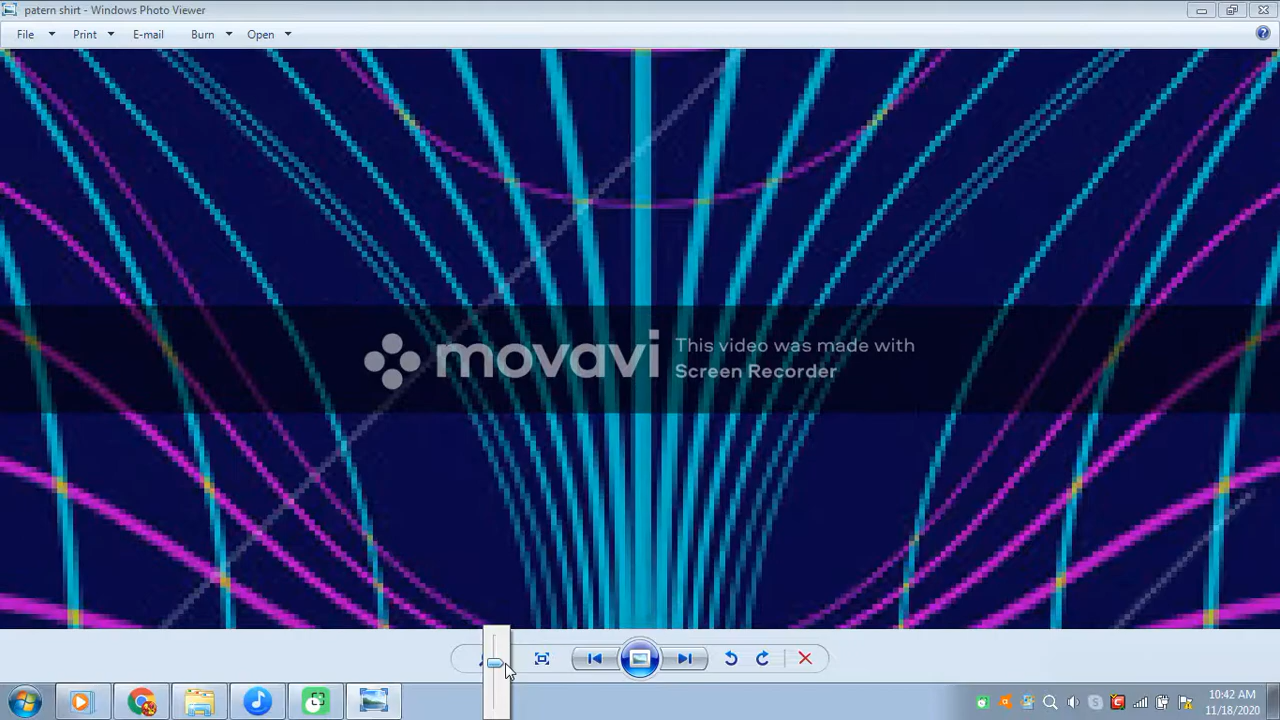 patern shirt - Windows Photo Viewer
File Print E-mail Burn Open
movavi This video was made with
Screen Recorder
10:42 AM
11/18/2020